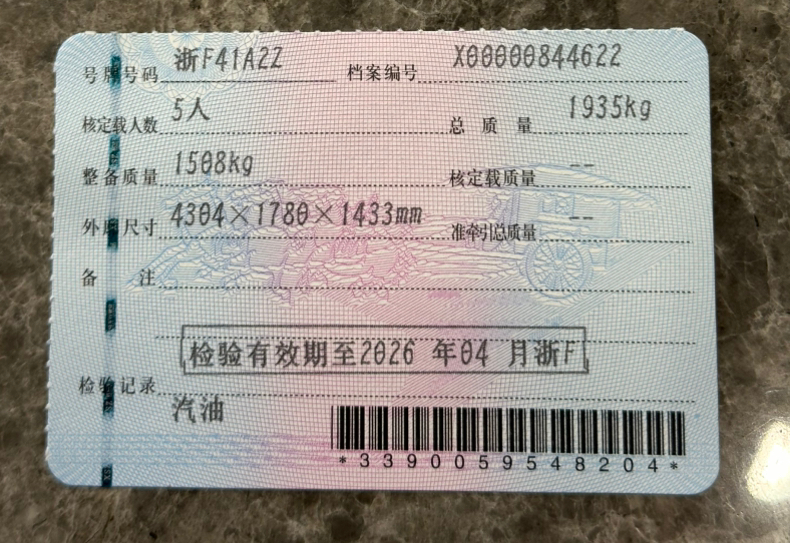 号牌号码 浙F41A2Z 档案编号 X00000844622
核定载人数 5人 总质量 1935kg
整备质量 1508kg 核定载质量 --
外廓尺寸 4304×1780×1433mm 准牵引总质量 --
备注
检验有效期至2026 年04 月浙F
检验记录
汽油
*3390059548204*